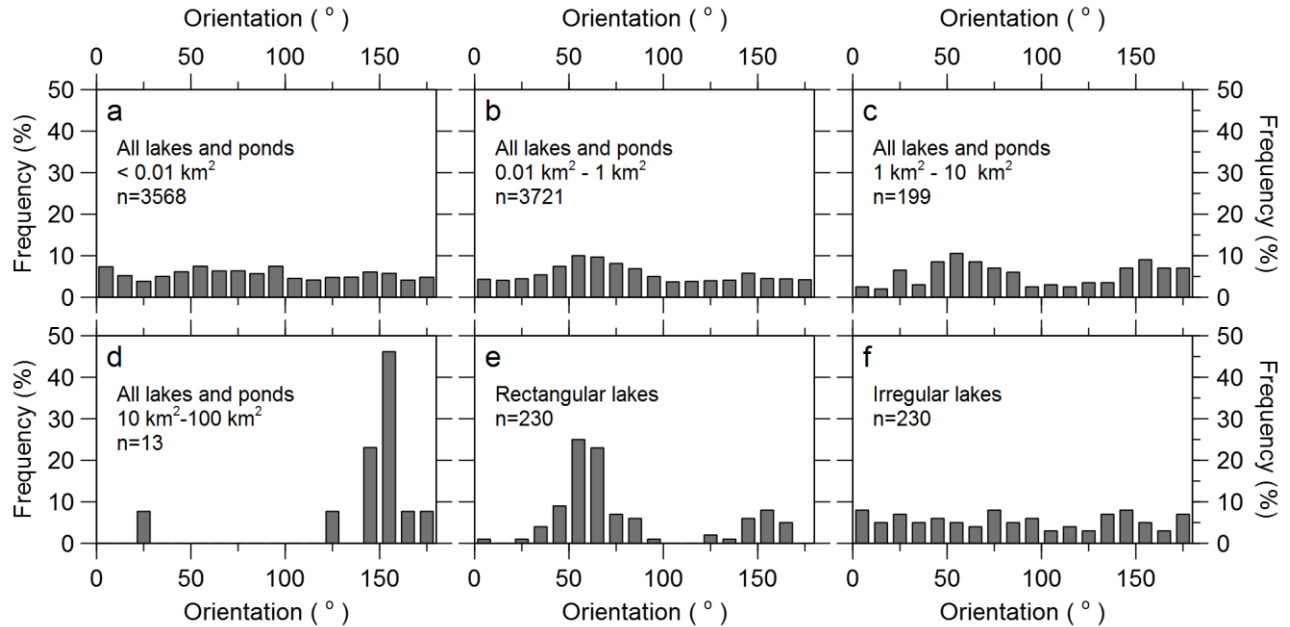 Orientation ( ° ) Orientation ( ° ) Orientation ( ° )
0 50 100 150 0 50 100 150 0 50 100 150
50 50
40 40
30 30
20 20
10 10
0 0
Frequency (%)
Frequency (%)
a
All lakes and ponds
< 0.01 km²
n=3568
b
All lakes and ponds
0.01 km² - 1 km²
n=3721
c
All lakes and ponds
1 km² - 10 km²
n=199
50 50
40 40
30 30
20 20
10 10
0 0
Frequency (%)
Frequency (%)
d
All lakes and ponds
10 km²-100 km²
n=13
e
Rectangular lakes
n=230
f
Irregular lakes
n=230
0 50 100 150 0 50 100 150 0 50 100 150
Orientation ( ° ) Orientation ( ° ) Orientation ( ° )